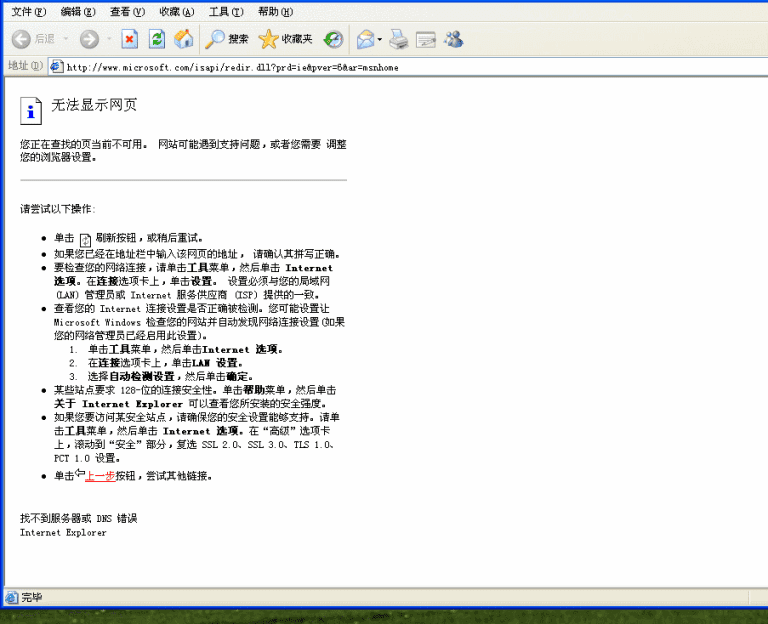 文件(F) 编辑(E) 查看(V) 收藏(A) 工具(T) 帮助(H)
后退 搜索 收藏夹
地址(D) http://www.microsoft.com/isapi/redir.dll?prd=ie&pver=6&ar=msnhome
无法显示网页
您正在查找的页当前不可用。 网站可能遇到支持问题，或者您需要 调整
您的浏览器设置。
请尝试以下操作:
单击 刷新按钮，或稍后重试。
如果您已经在地址栏中输入该网页的地址， 请确认其拼写正确。
要检查您的网络连接，请单击工具菜单，然后单击 Internet
选项。在连接选项卡上，单击设置。 设置必须与您的局域网
(LAN) 管理员或 Internet 服务供应商 (ISP) 提供的一致。
查看您的 Internet 连接设置是否正确被检测。您可能设置让
Microsoft Windows 检查您的网站并自动发现网络连接设置(如果
您的网络管理员已经启用此设置)。
1. 单击工具菜单，然后单击Internet 选项。
2. 在连接选项卡上，单击LAN 设置。
3. 选择自动检测设置，然后单击确定。
某些站点要求 128-位的连接安全性。单击帮助菜单，然后单击
关于 Internet Explorer 可以查看您所安装的安全强度。
如果您要访问某安全站点，请确保您的安全设置能够支持。请单
击工具菜单，然后单击 Internet 选项。在“高级”选项卡
上，滚动到“安全”部分，复选 SSL 2.0、SSL 3.0、TLS 1.0、
PCT 1.0 设置。
单击上一步按钮，尝试其他链接。
找不到服务器或 DNS 错误
Internet Explorer
完毕